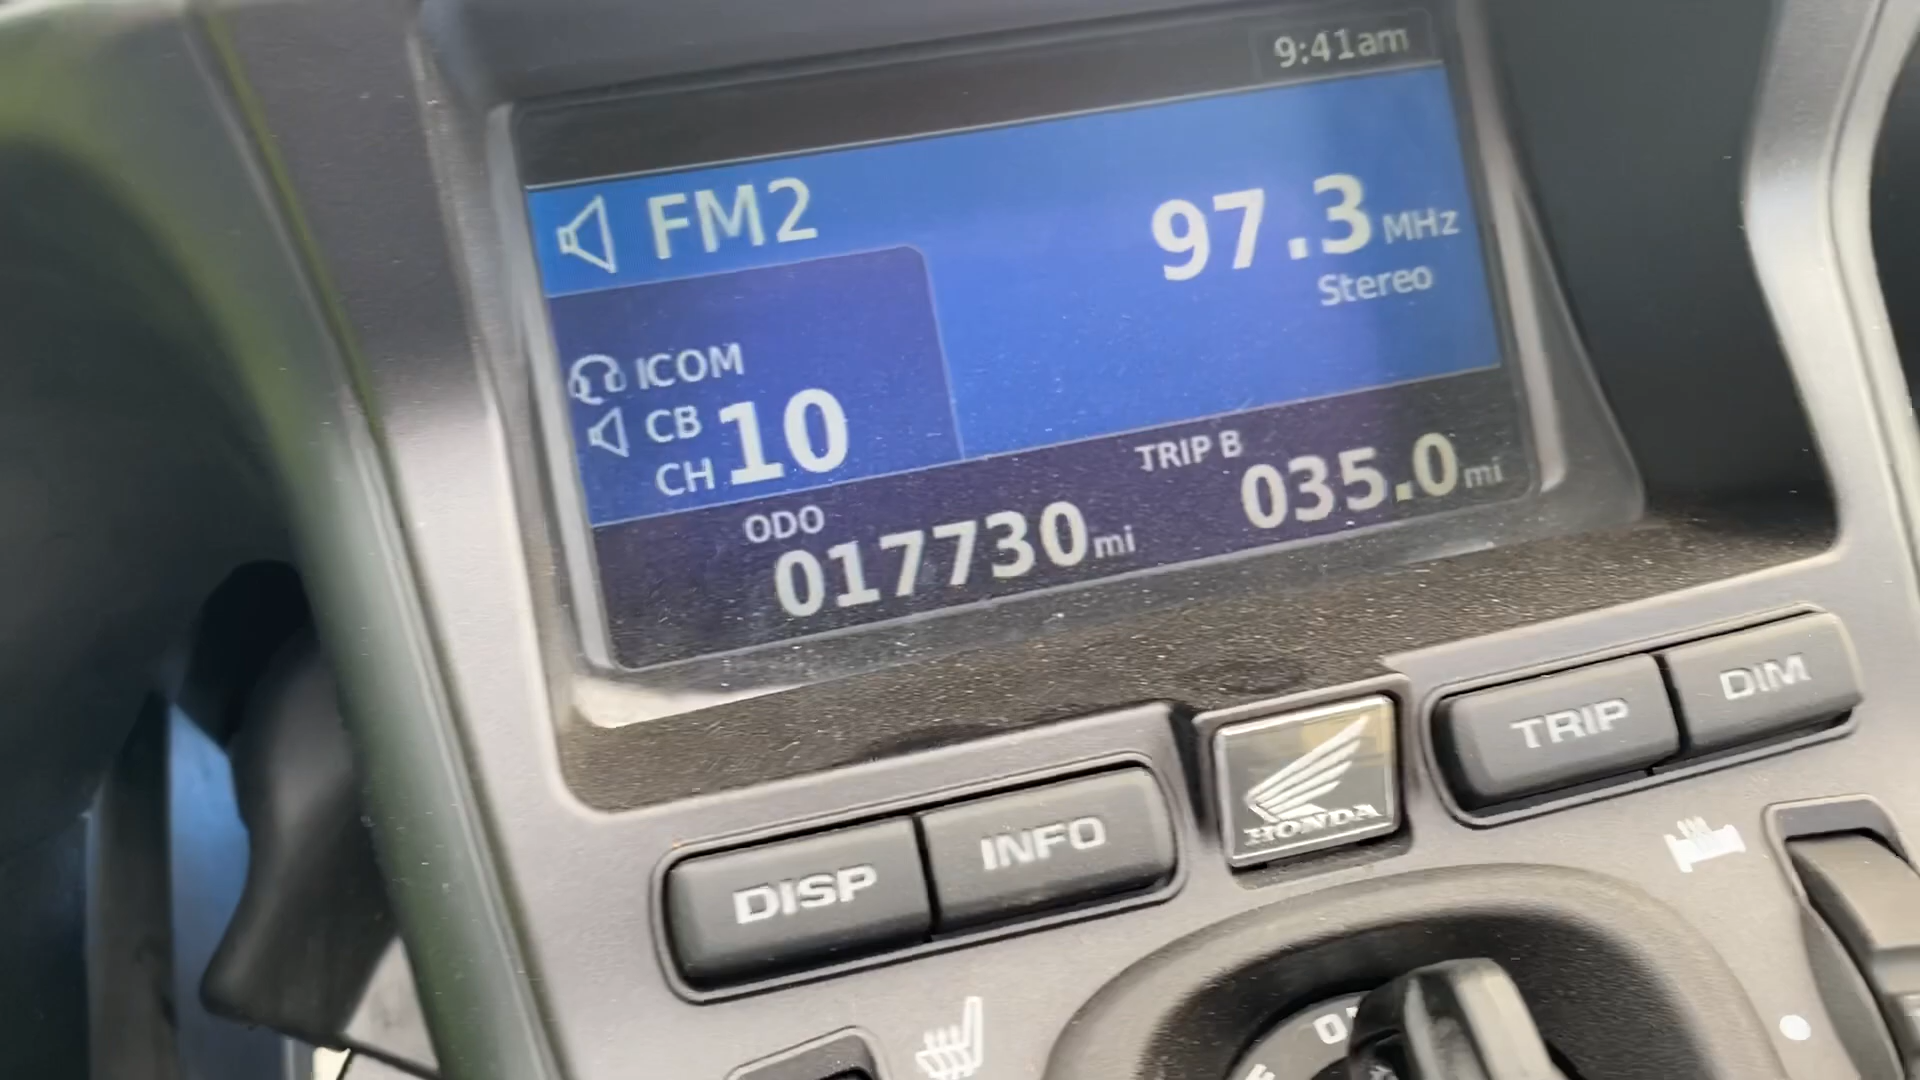 9:41am
FM2
97.3 MHz
Stereo
ICOM
CB
CH 10
TRIP B
035.0 mi
ODO
017730 mi
TRIP
DIM
HONDA
DISP
INFO